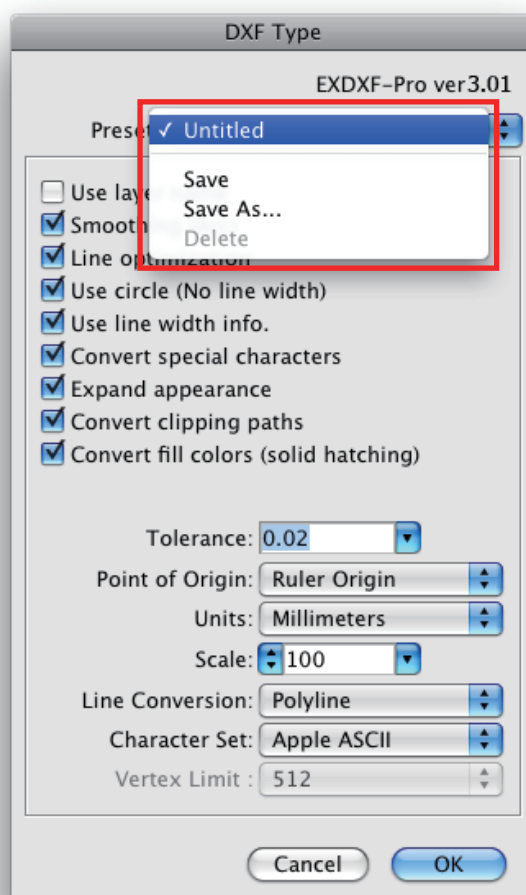 DXF Type
EXDXF-Pro ver3.01
Preset
✓ Untitled
Save
Save As...
Delete
Use laye
Smooth
Line optimization
Use circle (No line width)
Use line width info.
Convert special characters
Expand appearance
Convert clipping paths
Convert fill colors (solid hatching)
Tolerance: 0.02
Point of Origin: Ruler Origin
Units: Millimeters
Scale: 100
Line Conversion: Polyline
Character Set: Apple ASCII
Vertex Limit : 512
Cancel OK